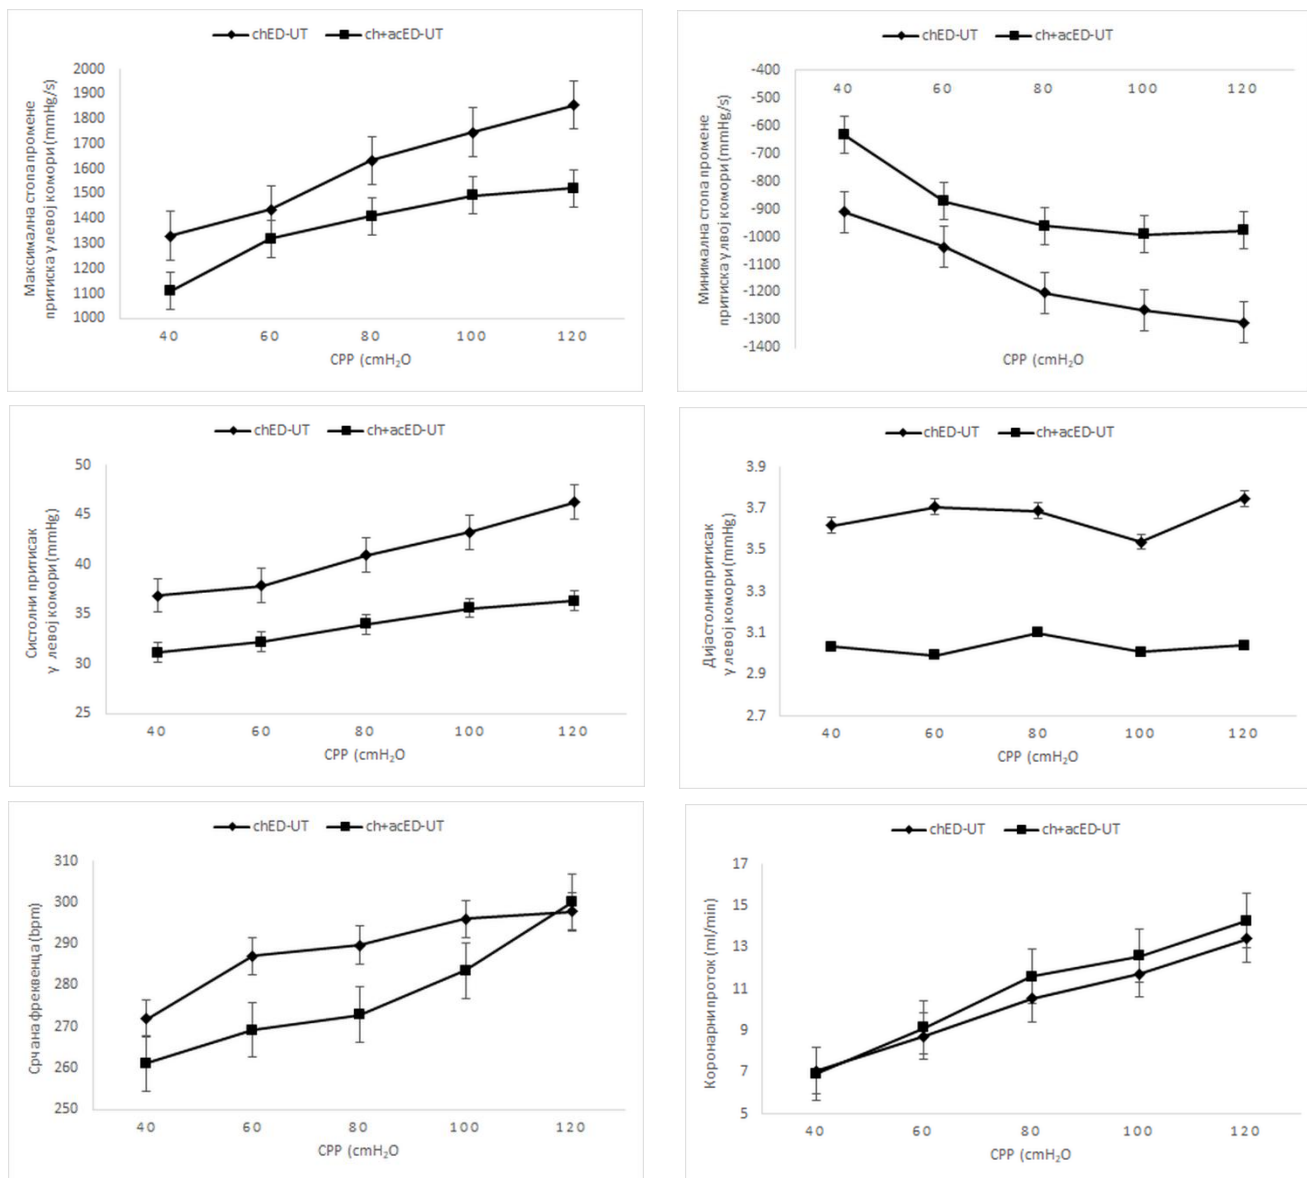 chED-UT ch+acED-UT
Максимална стопа промене
притиска у левој комори (mmHg/s)
2000
1900
1800
1700
1600
1500
1400
1300
1200
1100
1000
40 60 80 100 120
CPP (cmH₂O
chED-UT ch+acED-UT
Минимална стопа промене
притиска у лвој комори (mmHg/s)
-400
-500
-600
-700
-800
-900
-1000
-1100
-1200
-1300
-1400
40 60 80 100 120
CPP (cmH₂O
chED-UT ch+acED-UT
Систолни притисак
у левој комори (mmHg)
50
45
40
35
30
25
40 60 80 100 120
CPP (cmH₂O
chED-UT ch+acED-UT
Дијастолни притисак
у левој комори (mmHg)
3.9
3.7
3.5
3.3
3.1
2.9
2.7
40 60 80 100 120
CPP (cmH₂O
chED-UT ch+acED-UT
Срчана фреквенца (bpm)
310
300
290
280
270
260
250
40 60 80 100 120
CPP (cmH₂O
chED-UT ch+acED-UT
Коронарни проток (ml/min)
17
15
13
11
9
7
5
40 60 80 100 120
CPP (cmH₂O